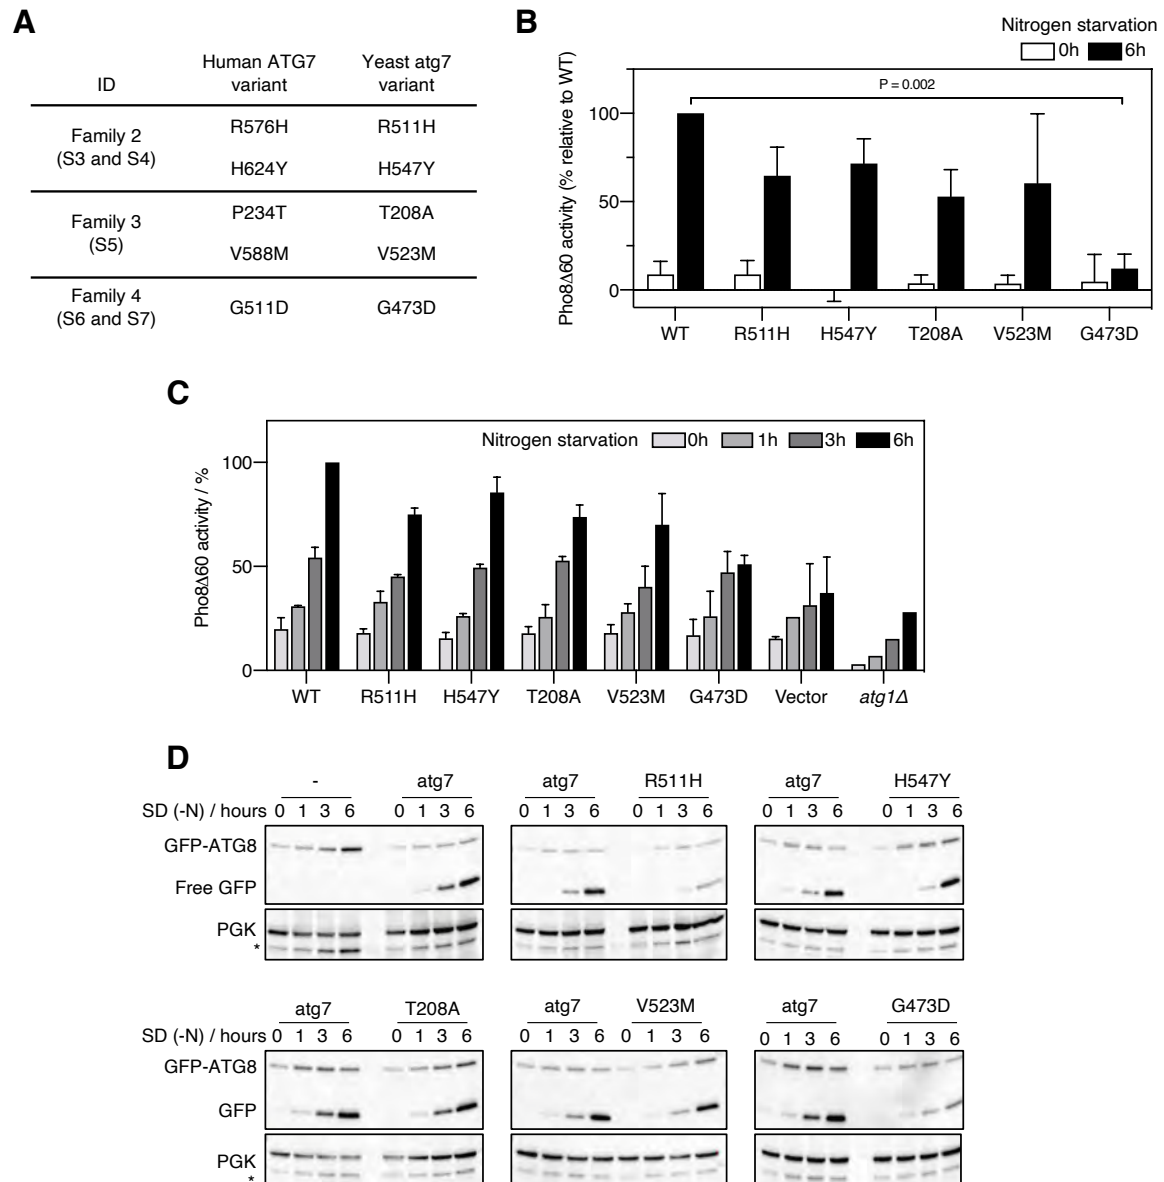 A
ID
Human ATG7
variant
Yeast atg7
variant
Family 2
(S3 and S4)
R576H
R511H
H624Y
H547Y
Family 3
(S5)
P234T
T208A
V588M
V523M
Family 4
(S6 and S7)
G511D
G473D
B
Nitrogen starvation
0h
6h
Pho8Δ60 activity (% relative to WT)
P = 0.002
100
50
0
WT
R511H
H547Y
T208A
V523M
G473D
C
Nitrogen starvation
0h
1h
3h
6h
Pho8Δ60 activity / %
100
50
0
WT
R511H
H547Y
T208A
V523M
G473D
Vector
atg1Δ
D
- atg7 atg7 R511H atg7 H547Y
SD (-N) / hours 0 1 3 6 0 1 3 6 0 1 3 6 0 1 3 6 0 1 3 6 0 1 3 6
GFP-ATG8
Free GFP
PGK
*
atg7 T208A atg7 V523M atg7 G473D
SD (-N) / hours 0 1 3 6 0 1 3 6 0 1 3 6 0 1 3 6 0 1 3 6 0 1 3 6
GFP-ATG8
GFP
PGK
*